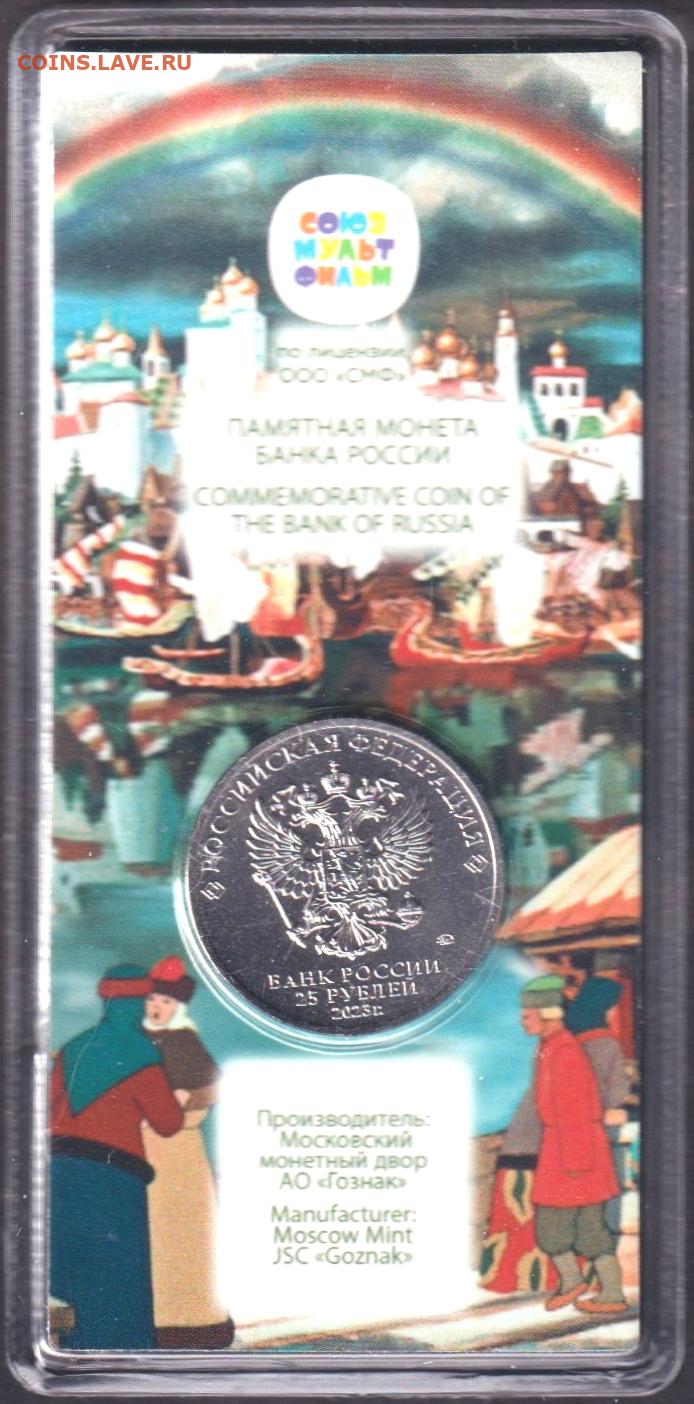 COINS.LAVE.RU
СОЮЗ
МУЛЬТ
ФИЛЬМ
по лицензии
ООО «СМФ»
ПАМЯТНАЯ МОНЕТА
БАНКА РОССИИ
COMMEMORATIVE COIN OF
THE BANK OF RUSSIA
РОССИЙСКАЯ ФЕДЕРАЦИЯ
БАНК РОССИИ
25 РУБЛЕЙ
2023 г.
Производитель:
Московский
монетный двор
АО «Гознак»
Manufacturer:
Moscow Mint
JSC «Goznak»